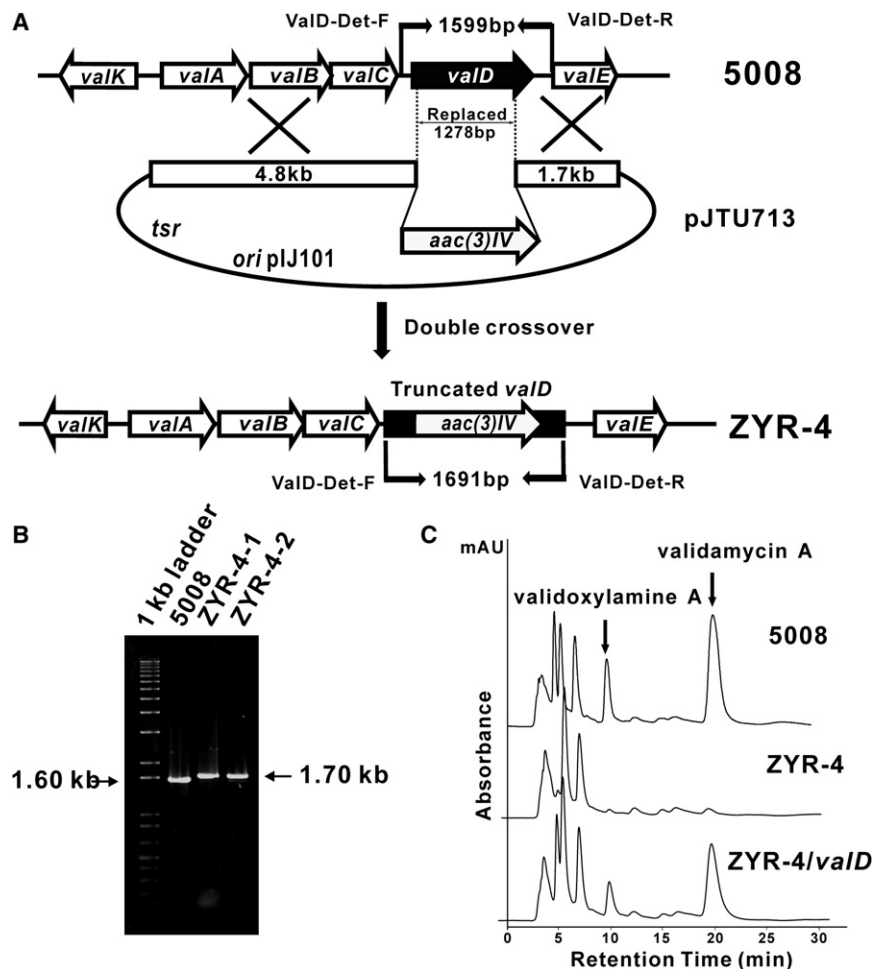 A
ValD-Det-F
1599bp
ValD-Det-R
valK
valA
valB
valC
valD
valE
5008
Replaced
1278bp
4.8kb
1.7kb
tsr
ori pIJ101
aac(3)IV
pJTU713
Double crossover
Truncated valD
valK
valA
valB
valC
aac(3)IV
valE
ZYR-4
ValD-Det-F
1691bp
ValD-Det-R
B
1 kb ladder
5008
ZYR-4-1
ZYR-4-2
1.60 kb
1.70 kb
C
mAU
validamycin A
validoxylamine A
5008
ZYR-4
ZYR-4/valD
Absorbance
0 5 10 15 20 25 30
Retention Time (min)